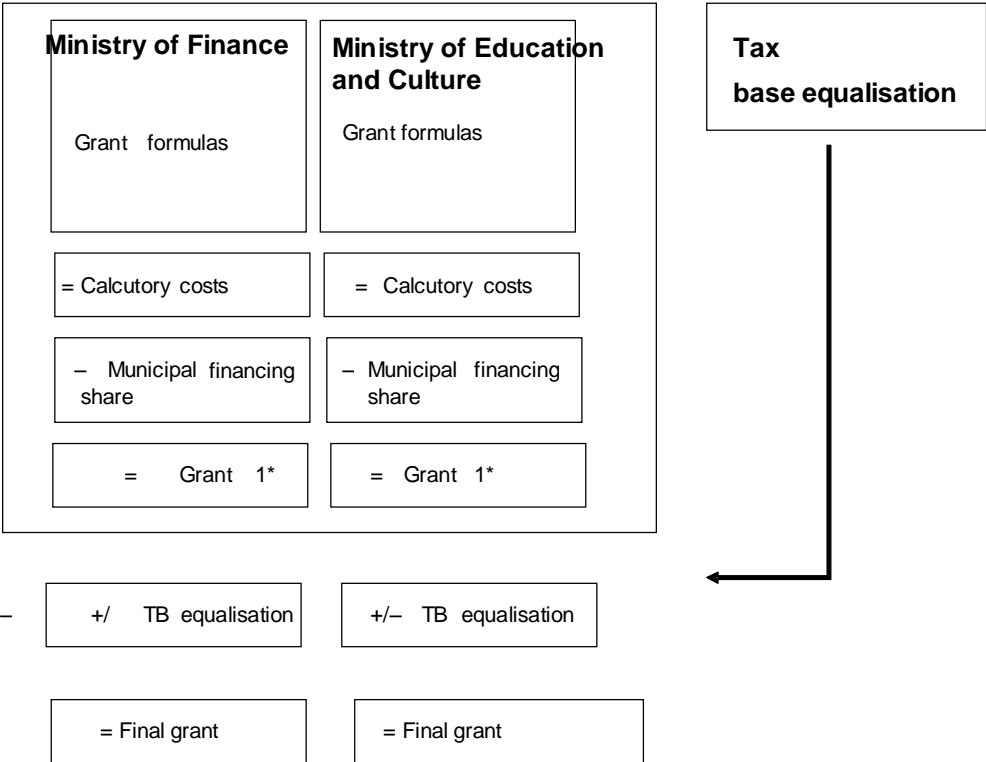 Ministry of Finance
Grant formulas
= Calcutory costs
– Municipal financing
share
= Grant 1*
Ministry of Education
and Culture
Grant formulas
= Calcutory costs
– Municipal financing
share
= Grant 1*
Tax
base equalisation
– +/ TB equalisation
+/– TB equalisation
= Final grant
= Final grant